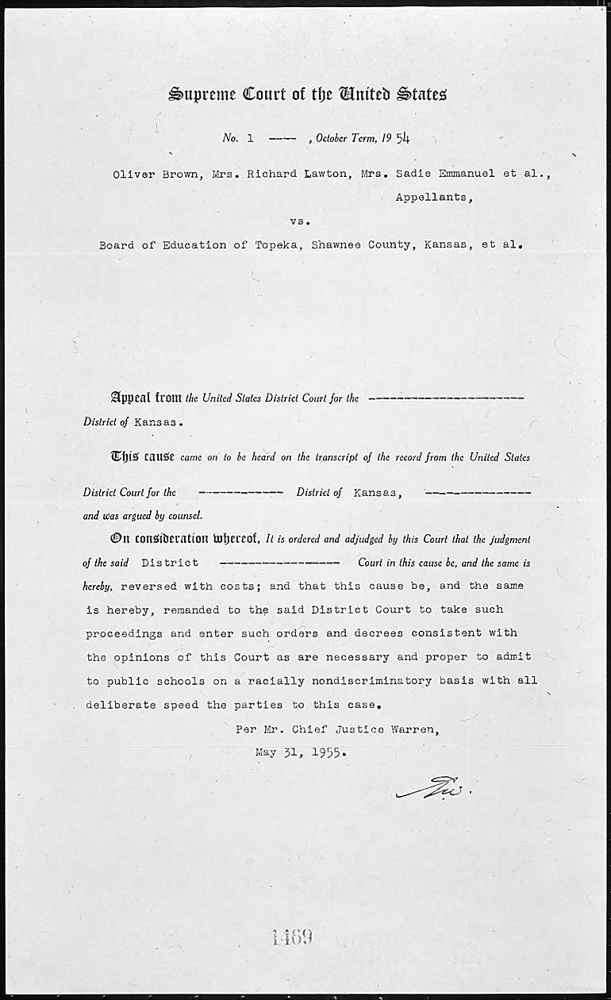 Supreme Court of the United States
No. 1 ---- , October Term, 19 54
Oliver Brown, Mrs. Richard Lawton, Mrs. Sadie Emmanuel et al.,
Appellants,
vs.
Board of Education of Topeka, Shawnee County, Kansas, et al.
Appeal from the United States District Court for the ----------------------
District of Kansas.
This cause came on to be heard on the transcript of the record from the United States
District Court for the ------------ District of Kansas, ---------------
and was argued by counsel.
On consideration whereof, It is ordered and adjudged by this Court that the judgment
of the said District ----------------- Court in this cause be, and the same is
hereby, reversed with costs; and that this cause be, and the same
is hereby, remanded to the said District Court to take such
proceedings and enter such orders and decrees consistent with
the opinions of this Court as are necessary and proper to admit
to public schools on a racially nondiscriminatory basis with all
deliberate speed the parties to this case.
Per Mr. Chief Justice Warren,
May 31, 1955.
1469